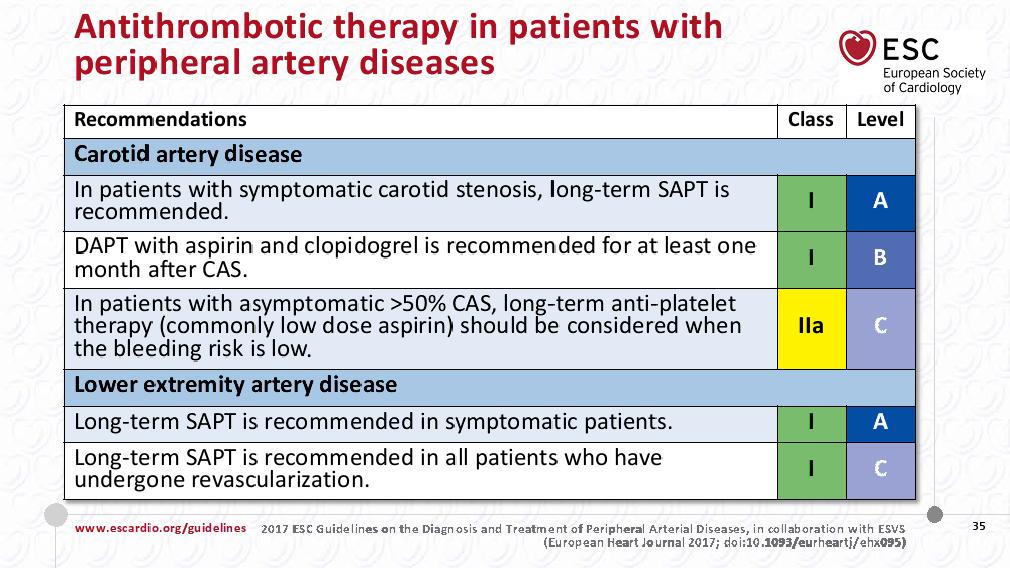 Antithrombotic therapy in patients with
peripheral artery diseases
ESC
European Society
of Cardiology
Recommendations Class Level
Carotid artery disease
In patients with symptomatic carotid stenosis, long-term SAPT is
recommended.
I A
DAPT with aspirin and clopidogrel is recommended for at least one
month after CAS.
I B
In patients with asymptomatic >50% CAS, long-term anti-platelet
therapy (commonly low dose aspirin) should be considered when
the bleeding risk is low.
IIa C
Lower extremity artery disease
Long-term SAPT is recommended in symptomatic patients. I A
Long-term SAPT is recommended in all patients who have
undergone revascularization.
I C
www.escardio.org/guidelines 2017 ESC Guidelines on the Diagnosis and Treatment of Peripheral Arterial Diseases, in collaboration with ESVS
(European Heart Journal 2017; doi:10.1093/eurheartj/ehx095)
35